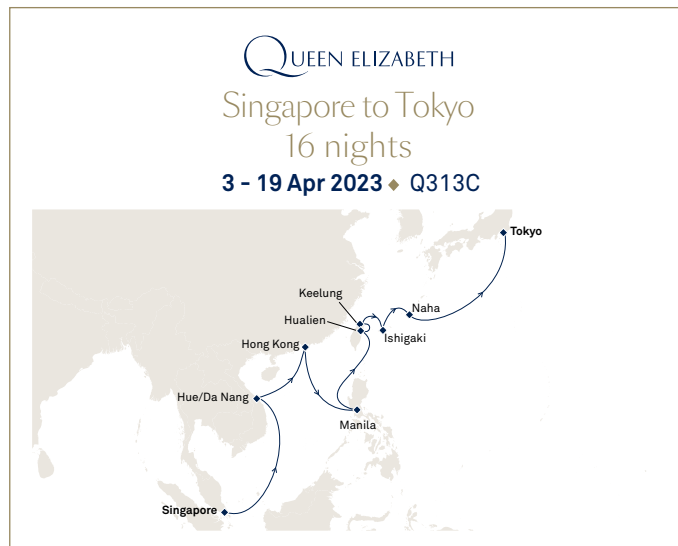 QUEEN ELIZABETH
Singapore to Tokyo
16 nights
3 – 19 Apr 2023 ◆ Q313C
Tokyo
Keelung
Naha
Hualien
Ishigaki
Hong Kong
Hue/Da Nang
Manila
Singapore